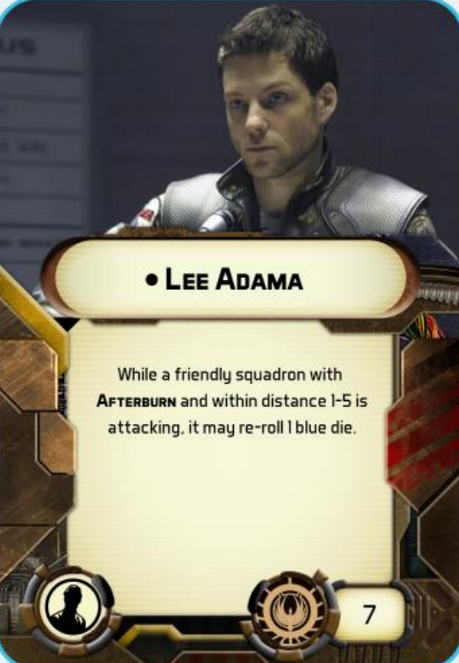 US
• LEE ADAMA
While a friendly squadron with
AFTERBURN and within distance 1-5 is
attacking, it may re-roll 1 blue die.
7